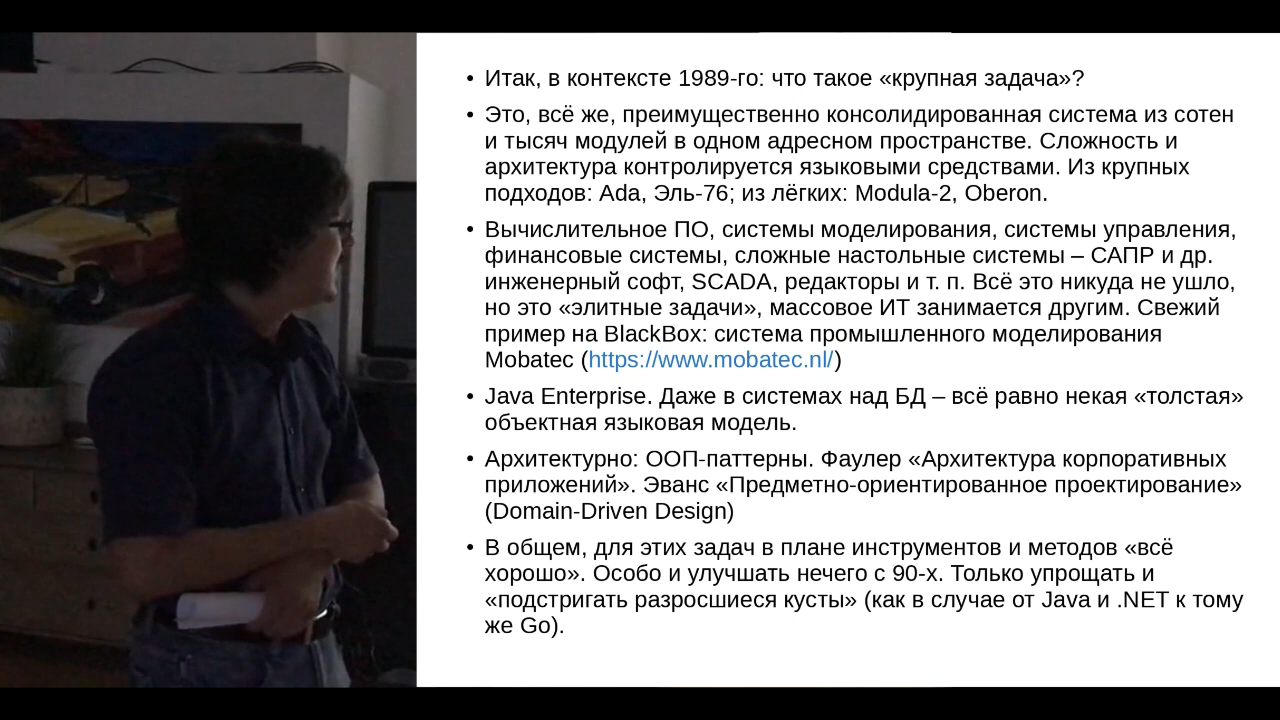 • Итак, в контексте 1989-го: что такое «крупная задача»?
• Это, всё же, преимущественно консолидированная система из сотен
и тысяч модулей в одном адресном пространстве. Сложность и
архитектура контролируется языковыми средствами. Из крупных
подходов: Ada, Эль-76; из лёгких: Modula-2, Oberon.
• Вычислительное ПО, системы моделирования, системы управления,
финансовые системы, сложные настольные системы – САПР и др.
инженерный софт, SCADA, редакторы и т. п. Всё это никуда не ушло,
но это «элитные задачи», массовое ИТ занимается другим. Свежий
пример на BlackBox: система промышленного моделирования
Mobatec (https://www.mobatec.nl/)
• Java Enterprise. Даже в системах над БД – всё равно некая «толстая»
объектная языковая модель.
• Архитектурно: ООП-паттерны. Фаулер «Архитектура корпоративных
приложений». Эванс «Предметно-ориентированное проектирование»
(Domain-Driven Design)
• В общем, для этих задач в плане инструментов и методов «всё
хорошо». Особо и улучшать нечего с 90-х. Только упрощать и
«подстригать разросшиеся кусты» (как в случае от Java и .NET к тому
же Go).